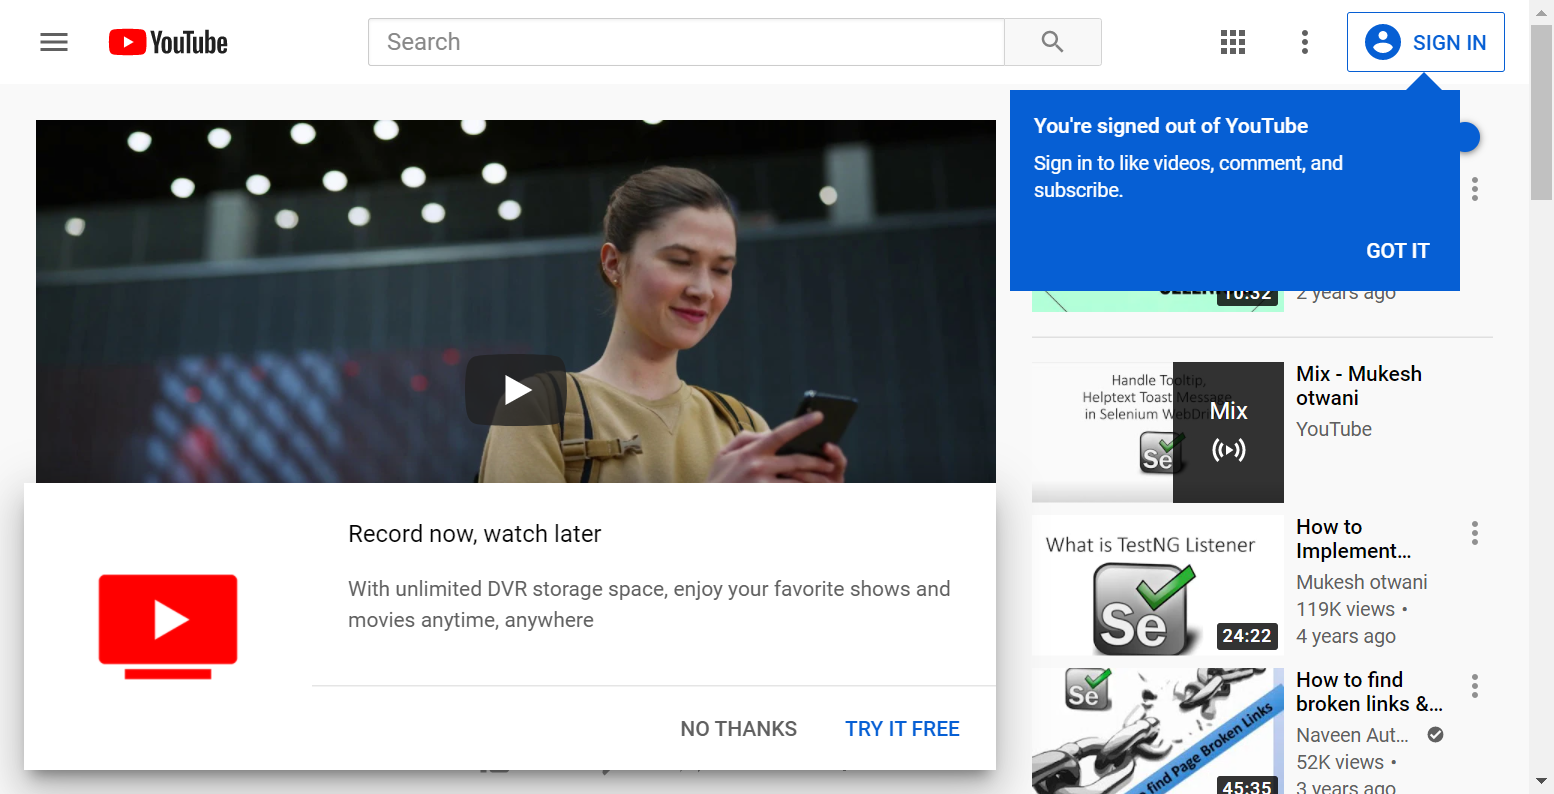 YouTube
Search
SIGN IN
You're signed out of YouTube
Sign in to like videos, comment, and
subscribe.
GOT IT
10:32
2 years ago
Handle Tooltip,
Helptext Toast Message
in Selenium WebDri
Se
Mix
Mix - Mukesh
otwani
YouTube
Record now, watch later
With unlimited DVR storage space, enjoy your favorite shows and
movies anytime, anywhere
NO THANKS
TRY IT FREE
What is TestNG Listener
Se
24:22
How to
Implement...
Mukesh otwani
119K views •
4 years ago
Se
find Page Broken Links
45:35
How to find
broken links &...
Naveen Aut...
52K views •
3 years ago